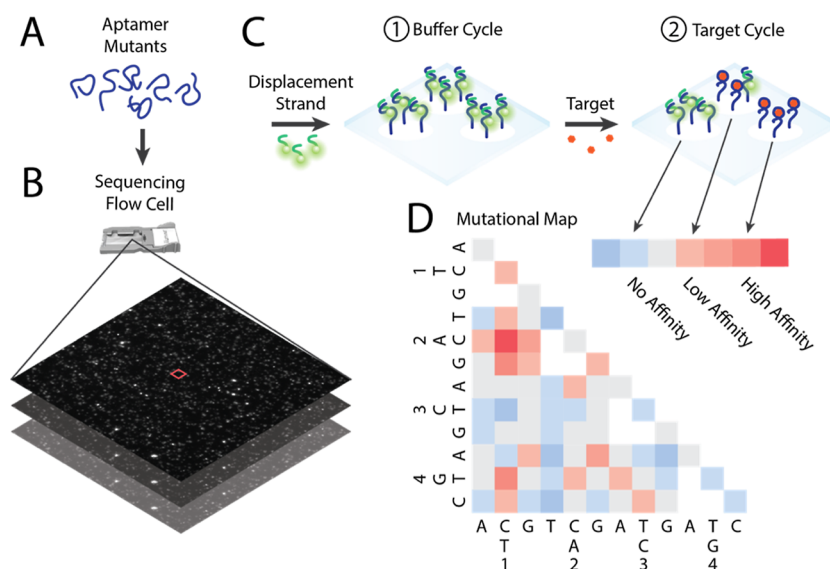 A
Aptamer
Mutants
B
Sequencing
Flow Cell
C
1 Buffer Cycle
2 Target Cycle
Displacement
Strand
Target
D
Mutational Map
No Affinity
Low Affinity
High Affinity
1 T A C G
2 A T C G
3 C A T G
4 G A T C
A C G T C G A T G A T C
T A C G
1 2 3 4